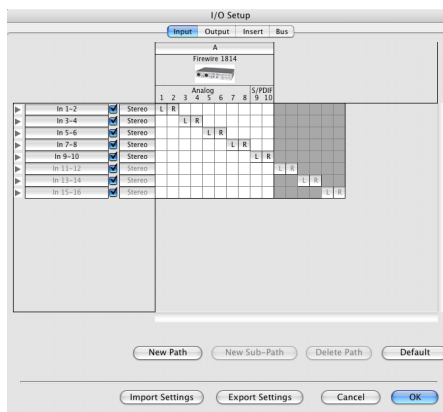 I/O Setup
Input Output Insert Bus
A
Firewire 1814
Analog S/PDIF
1 2 3 4 5 6 7 8 9 10
In 1-2 Stereo L R
In 3-4 Stereo L R
In 5-6 Stereo L R
In 7-8 Stereo L R
In 9-10 Stereo L R
In 11-12 Stereo L R
In 13-14 Stereo L R
In 15-16 Stereo L R
New Path New Sub-Path Delete Path Default
Import Settings Export Settings Cancel OK